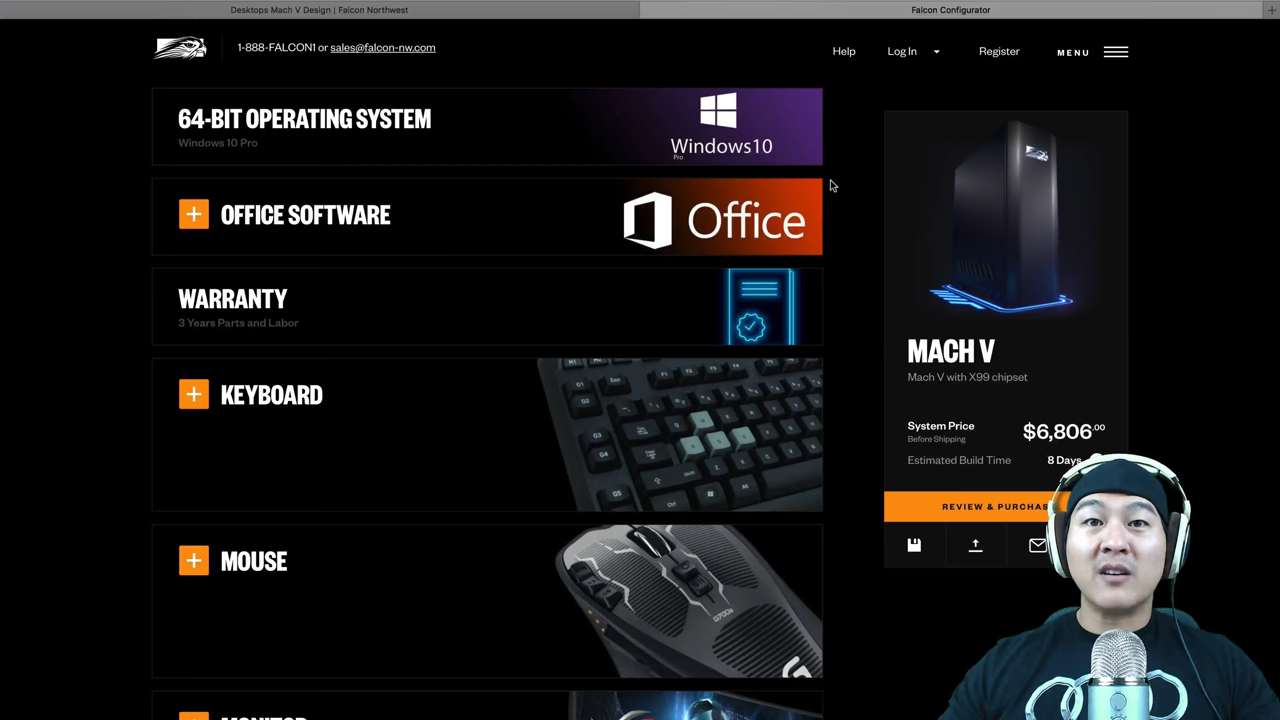 Desktops Mach V Design | Falcon Northwest
Falcon Configurator
1-888-FALCON1 or sales@falcon-nw.com
Help
Log In
Register
MENU
64-BIT OPERATING SYSTEM
Windows 10 Pro
Windows10
Pro
OFFICE SOFTWARE
Office
WARRANTY
3 Years Parts and Labor
KEYBOARD
MOUSE
G700s
MACH V
Mach V with X99 chipset
System Price
Before Shipping
$6,806.00
Estimated Build Time
8 Days
REVIEW & PURCHAS